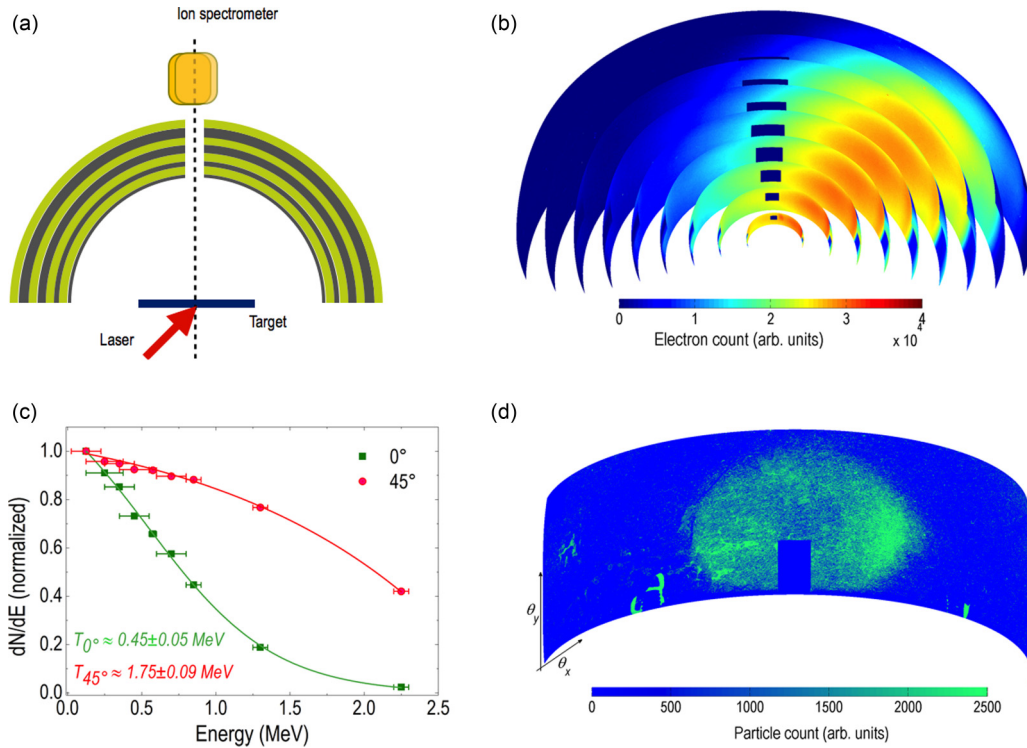 (a)
Ion spectrometer
Laser
Target
(b)
0 1 2 3 4
Electron count (arb. units)
x 10⁴
(c)
dN/dE (normalized)
1.0
0.8
0.6
0.4
0.2
0.0
0°
45°
T0° ≈ 0.45±0.05 MeV
T45° ≈ 1.75±0.09 MeV
0.0 0.5 1.0 1.5 2.0 2.5
Energy (MeV)
(d)
θy
θx
0 500 1000 1500 2000 2500
Particle count (arb. units)